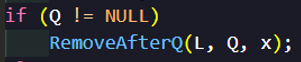 if (Q != NULL)
    RemoveAfterQ(L, Q, x);